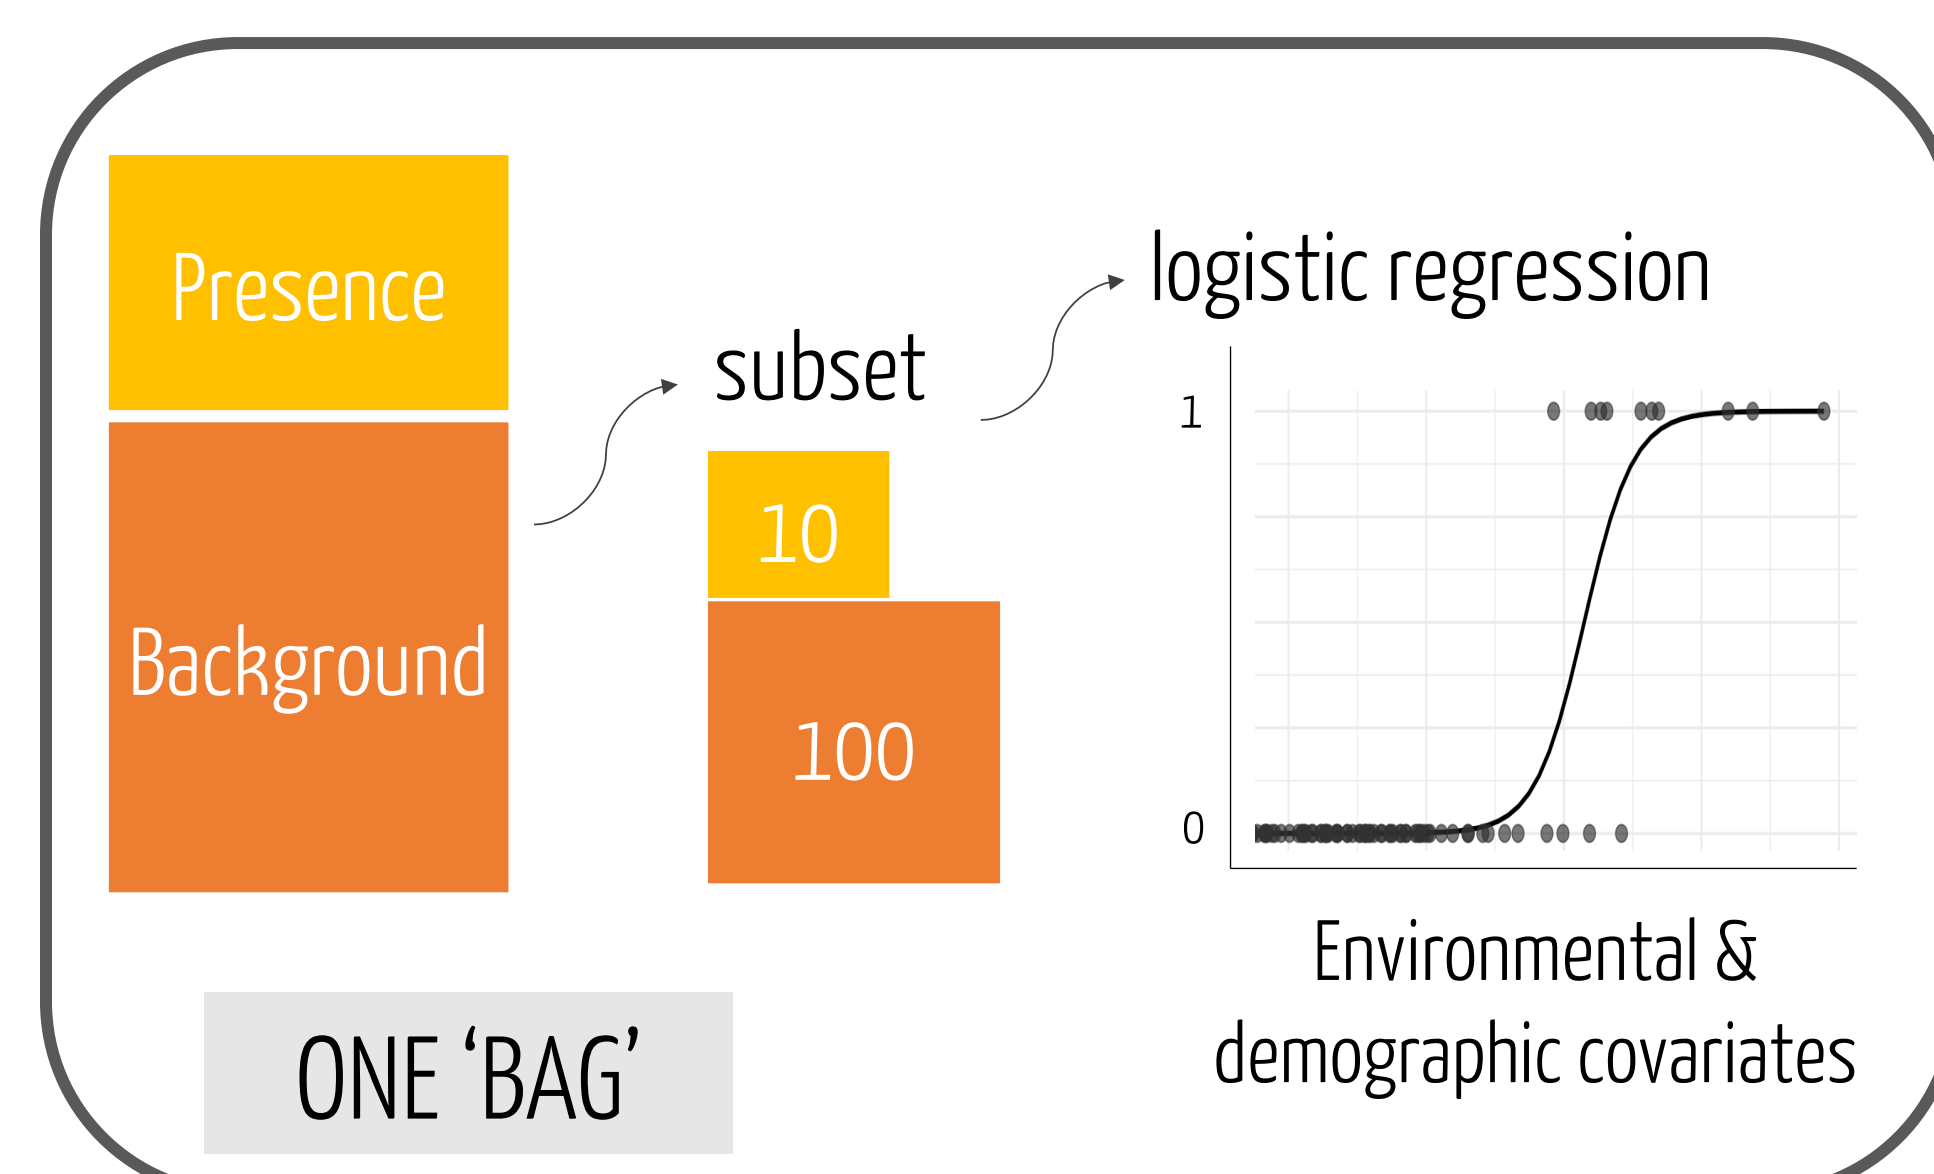 Presence
Background
subset
10
100
logistic regression
1
0
Environmental &
demographic covariates
ONE ‘BAG’